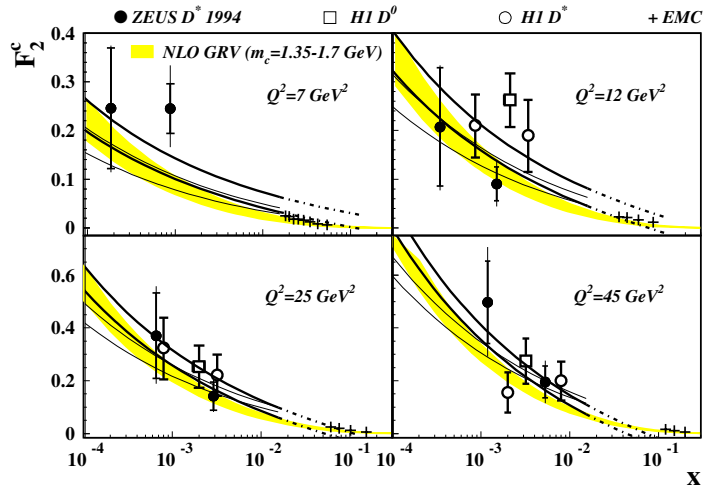 ● ZEUS D* 1994 □ H1 D⁰ ○ H1 D* + EMC
F₂ᶜ
NLO GRV (m_c=1.35-1.7 GeV)
Q²=7 GeV²
Q²=12 GeV²
0.4
0.3
0.2
0.1
0
Q²=25 GeV²
Q²=45 GeV²
0.6
0.4
0.2
0
10⁻⁴ 10⁻³ 10⁻² 10⁻¹ 10⁻⁴ 10⁻³ 10⁻² 10⁻¹
x